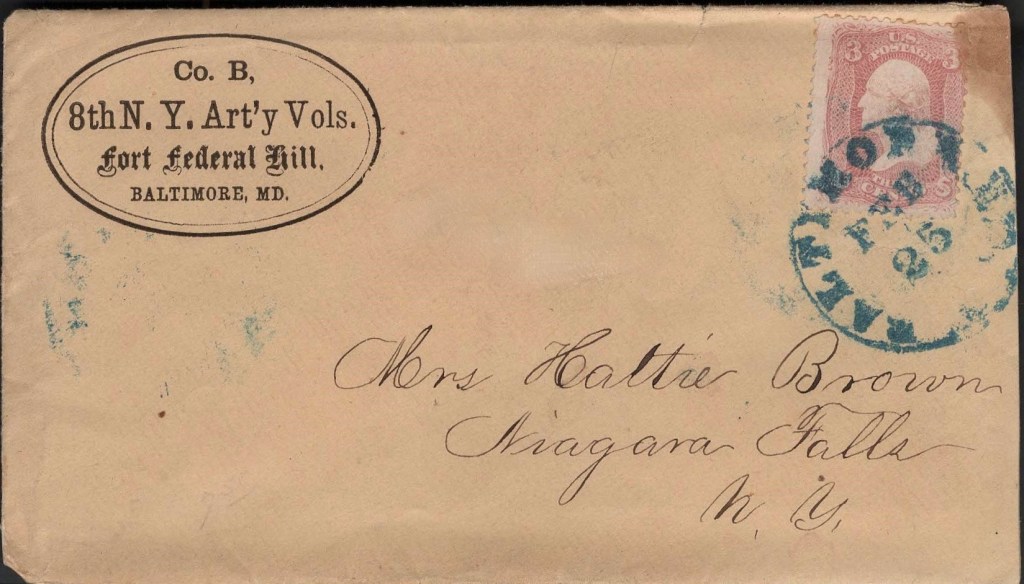 Co. B,
8th N. Y. Art'y Vols.
Fort Federal Hill.
BALTIMORE, MD.
3 U.S. 3
POSTAGE
BALTIMORE
FEB
25
Mrs Hattie Brown
Niagara Falls
N. Y.